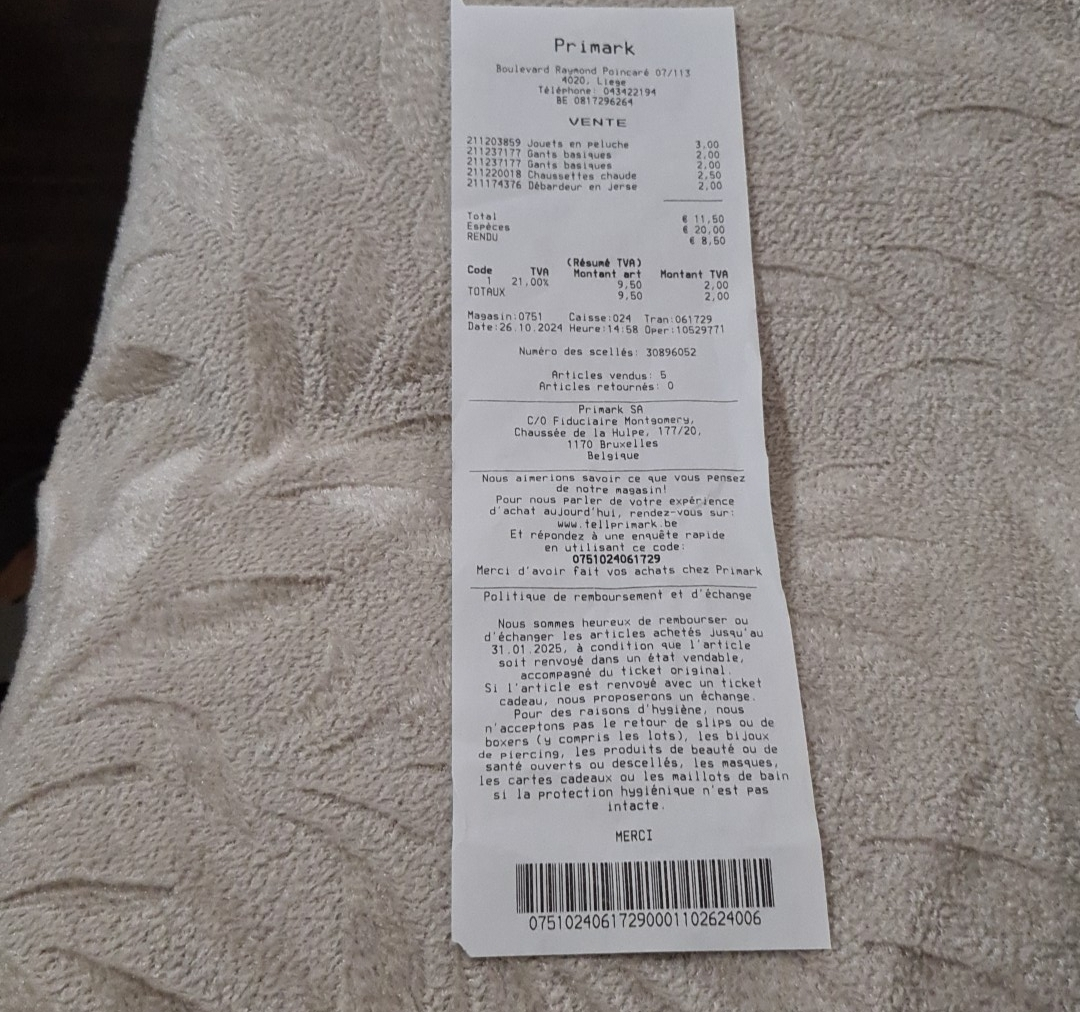 Primark
Boulevard Raymond Poincaré 07/113
4020, Liege
Téléphone: 043422194
BE 0817296264
VENTE
211203859 Jouets en peluche 3,00
211237177 Gants basiques 2,00
211237177 Gants basiques 2,00
211220018 Chaussettes chaude 2,50
211174376 Débardeur en Jerse 2,00
Total € 11,50
Espèces € 20,00
RENDU € 8,50
(Résumé TVA)
Code TVA Montant art Montant TVA
1 21,00% 9,50 2,00
TOTAUX 9,50 2,00
Magasin:0751 Caisse:024 Tran:061729
Date:26.10.2024 Heure:14:58 Oper:10529771
Numéro des scellés: 30896052
Articles vendus: 5
Articles retournés: 0
Primark SA
C/O Fiduciaire Montgomery,
Chaussée de la Hulpe, 177/20,
1170 Bruxelles
Belgique
Nous aimerions savoir ce que vous pensez
de notre magasin!
Pour nous parler de votre expérience
d'achat aujourd'hui, rendez-vous sur:
www.tellprimark.be
Et répondez à une enquête rapide
en utilisant ce code:
0751024061729
Merci d'avoir fait vos achats chez Primark
Politique de remboursement et d'échange
Nous sommes heureux de rembourser ou
d'échanger les articles achetés jusqu'au
31.01.2025, à condition que l'article
soit renvoyé dans un état vendable,
accompagné du ticket original.
Si l'article est renvoyé avec un ticket
cadeau, nous proposerons un échange.
Pour des raisons d'hygiène, nous
n'acceptons pas le retour de slips ou de
boxers (y compris les lots), les bijoux
de piercing, les produits de beauté ou de
santé ouverts ou descellés, les masques,
les cartes cadeaux ou les maillots de bain
si la protection hygiénique n'est pas
intacte.
MERCI
0751024061729000110262​4006